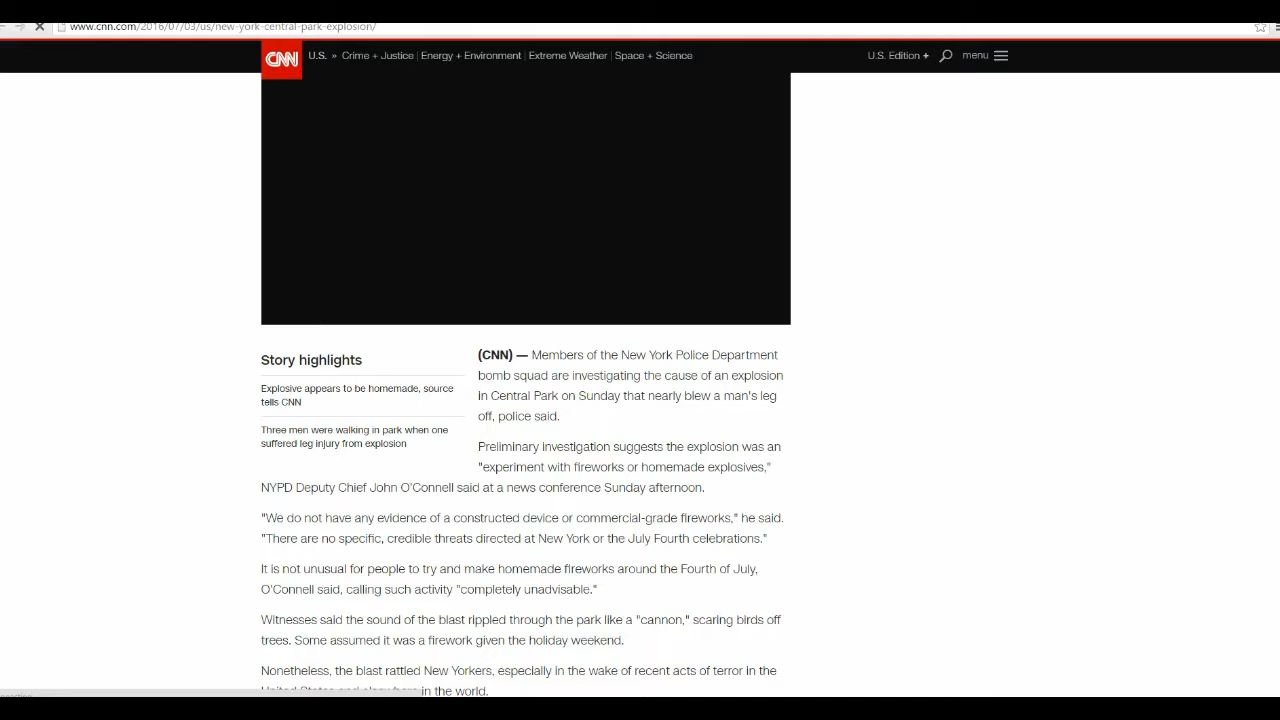 www.cnn.com/2016/07/03/us/new-york-central-park-explosion/
CNN U.S. » Crime + Justice | Energy + Environment | Extreme Weather | Space + Science U.S. Edition + menu
Story highlights
Explosive appears to be homemade, source
tells CNN
Three men were walking in park when one
suffered leg injury from explosion
(CNN) — Members of the New York Police Department
bomb squad are investigating the cause of an explosion
in Central Park on Sunday that nearly blew a man's leg
off, police said.
Preliminary investigation suggests the explosion was an
"experiment with fireworks or homemade explosives,"
NYPD Deputy Chief John O'Connell said at a news conference Sunday afternoon.
"We do not have any evidence of a constructed device or commercial-grade fireworks," he said.
"There are no specific, credible threats directed at New York or the July Fourth celebrations."
It is not unusual for people to try and make homemade fireworks around the Fourth of July,
O'Connell said, calling such activity "completely unadvisable."
Witnesses said the sound of the blast rippled through the park like a "cannon," scaring birds off
trees. Some assumed it was a firework given the holiday weekend.
Nonetheless, the blast rattled New Yorkers, especially in the wake of recent acts of terror in the
United States and elsewhere in the world.